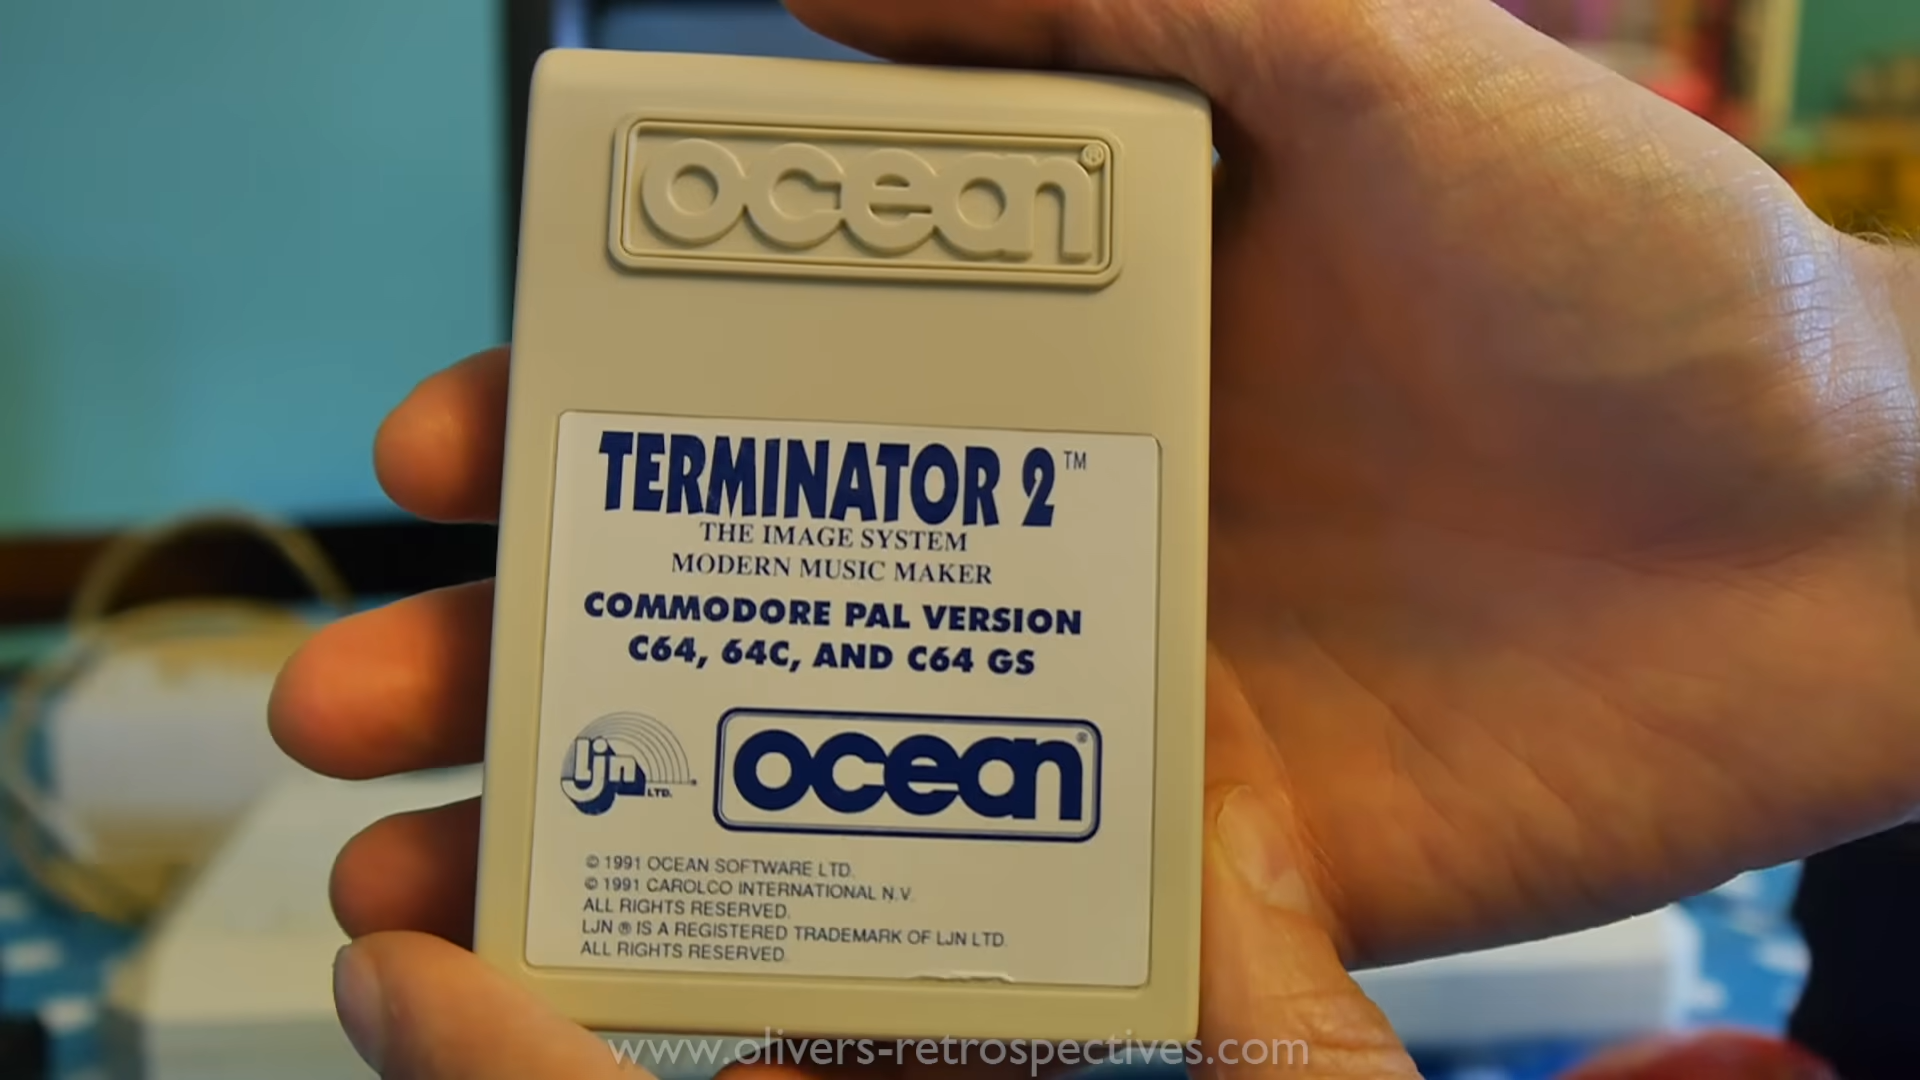 ocean®
TERMINATOR 2™
THE IMAGE SYSTEM
MODERN MUSIC MAKER
COMMODORE PAL VERSION
C64, 64C, AND C64 GS
ljn LTD.
ocean®
© 1991 OCEAN SOFTWARE LTD.
© 1991 CAROLCO INTERNATIONAL N.V.
ALL RIGHTS RESERVED.
LJN ® IS A REGISTERED TRADEMARK OF LJN LTD.
ALL RIGHTS RESERVED.
www.olivers-retrospectives.com